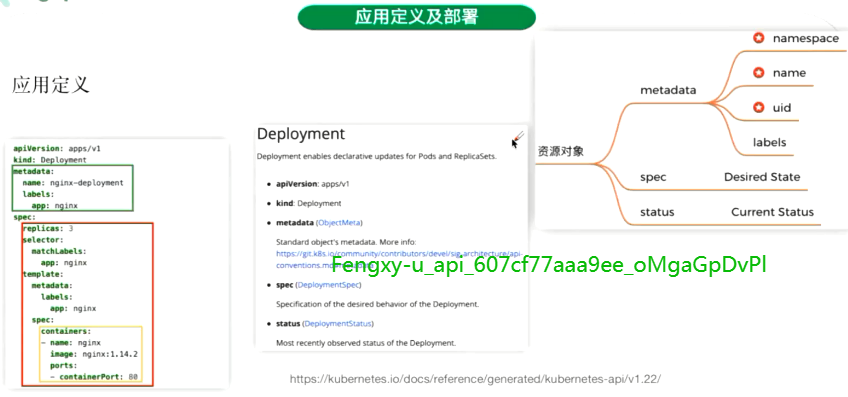 应用定义及部署
应用定义
apiVersion: apps/v1
kind: Deployment
metadata:
name: nginx-deployment
labels:
app: nginx
spec:
replicas: 3
selector:
matchLabels:
app: nginx
template:
metadata:
labels:
app: nginx
spec:
containers:
- name: nginx
image: nginx:1.14.2
ports:
- containerPort: 80
Deployment
Deployment enables declarative updates for Pods and ReplicaSets.
• apiVersion: apps/v1
• kind: Deployment
• metadata (ObjectMeta)
Standard object's metadata. More info:
https://git.k8s.io/community/contributors/devel/sig-architecture/api-
conventions.md
• spec (DeploymentSpec)
Specification of the desired behavior of the Deployment.
• status (DeploymentStatus)
Most recently observed status of the Deployment.
资源对象
metadata
namespace
name
uid
labels
spec Desired State
status Current Status
Fengxy-u_api_607cf77aaa9ee_oMgaGpDvPl
https://kubernetes.io/docs/reference/generated/kubernetes-api/v1.22/